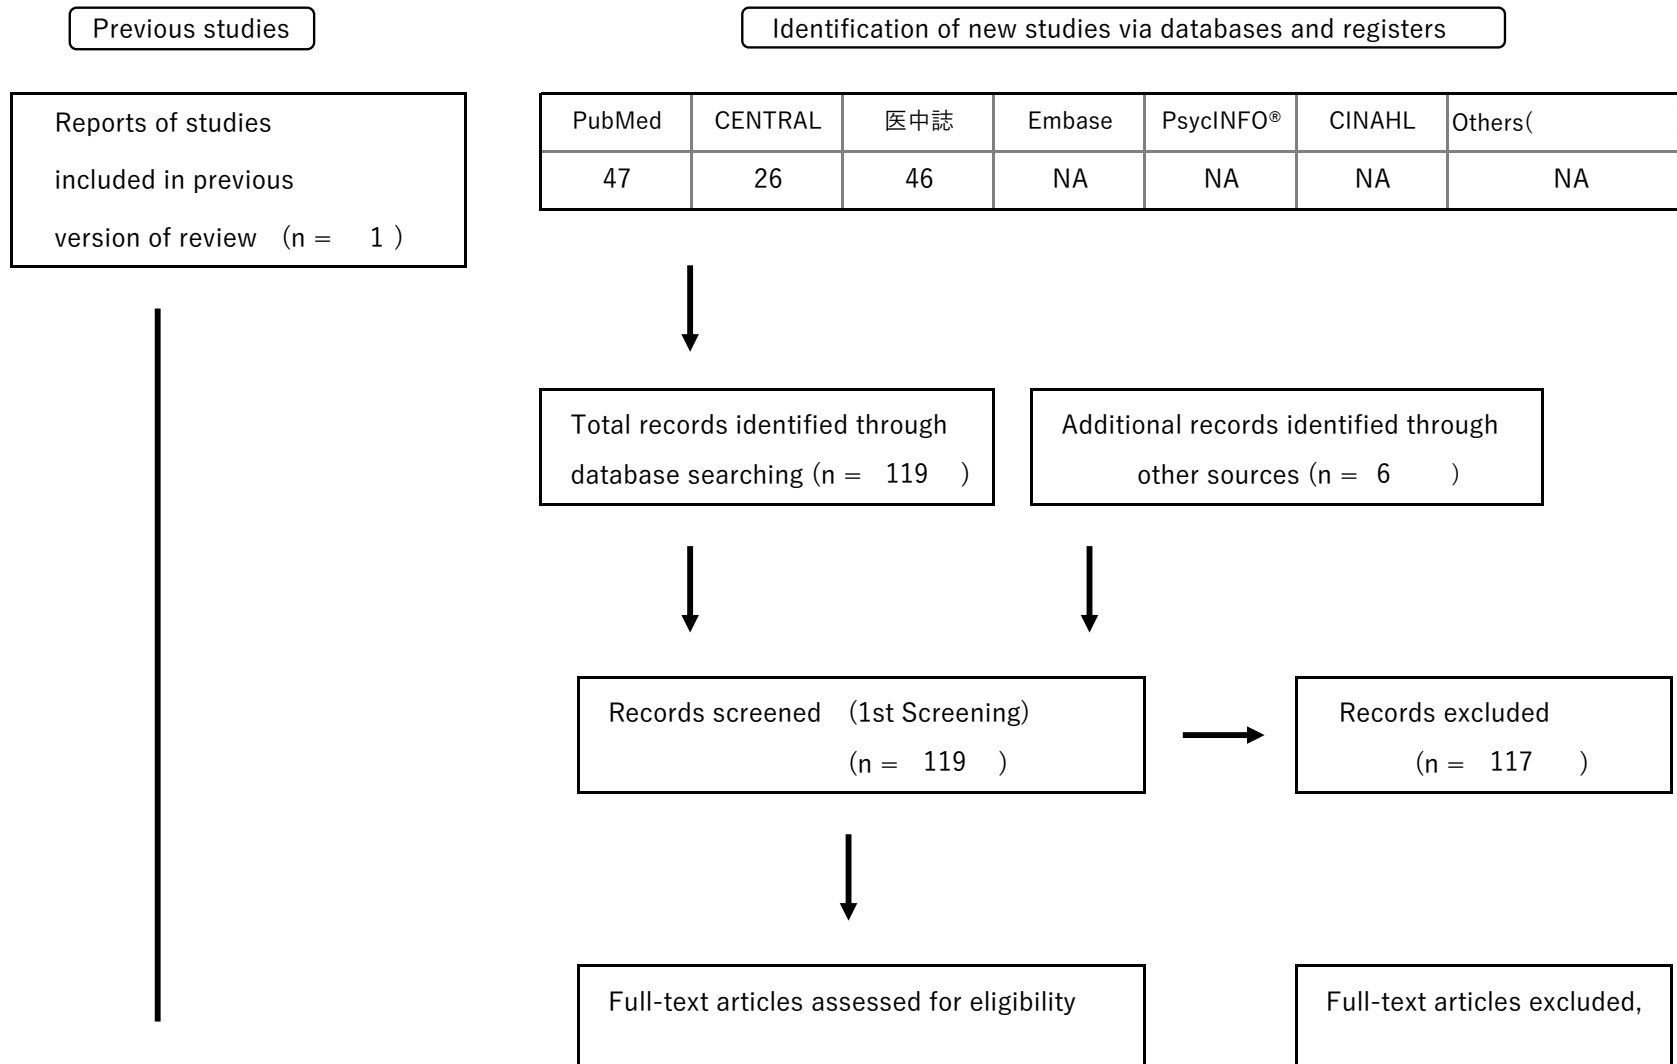 Previous studies
Identification of new studies via databases and registers
Reports of studies
included in previous
version of review (n = 1 )
PubMed CENTRAL 医中誌 Embase PsycINFO® CINAHL Others(
47 26 46 NA NA NA NA
Total records identified through
database searching (n = 119 )
Additional records identified through
other sources (n = 6 )
Records screened (1st Screening)
(n = 119 )
Records excluded
(n = 117 )
Full-text articles assessed for eligibility
Full-text articles excluded,